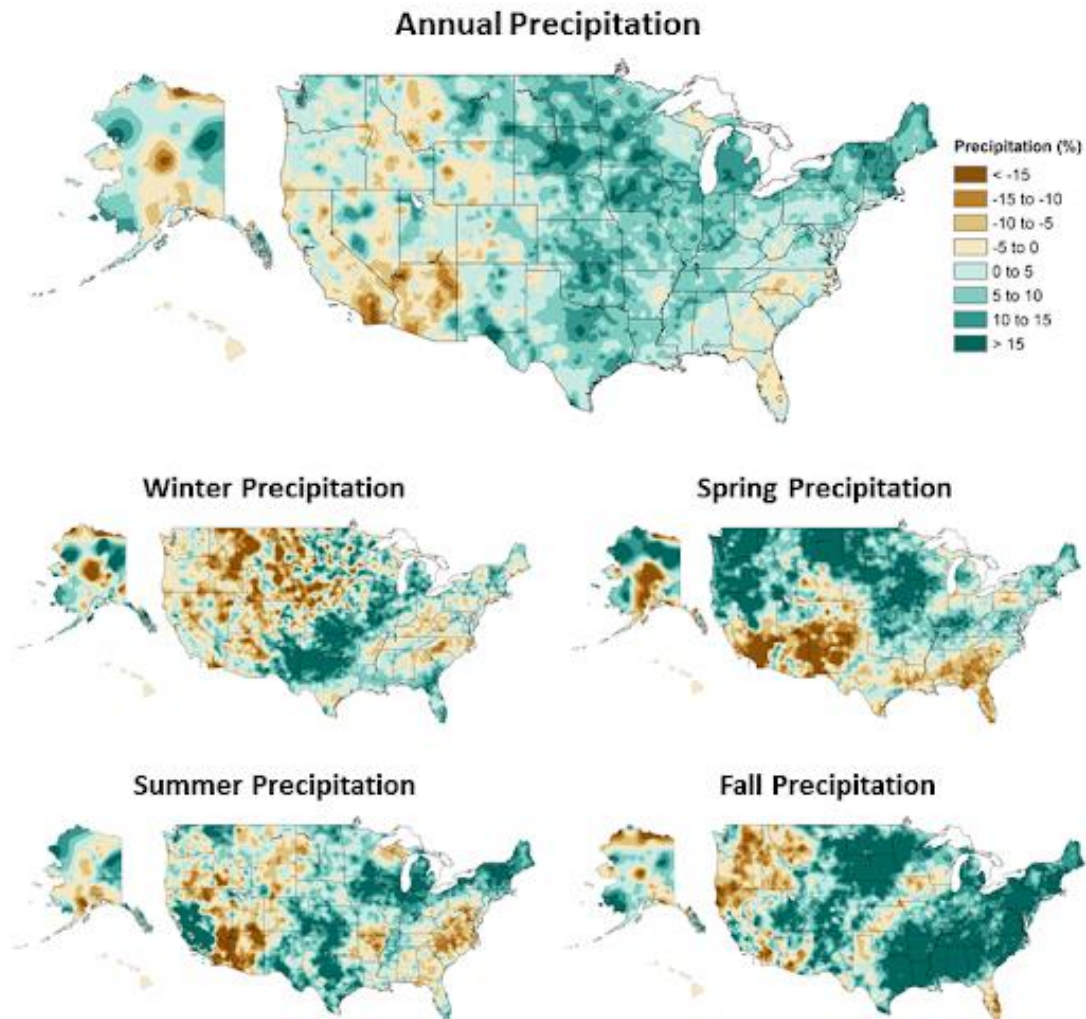 Annual Precipitation
Precipitation (%)
< -15
-15 to -10
-10 to -5
-5 to 0
0 to 5
5 to 10
10 to 15
> 15
Winter Precipitation
Spring Precipitation
Summer Precipitation
Fall Precipitation